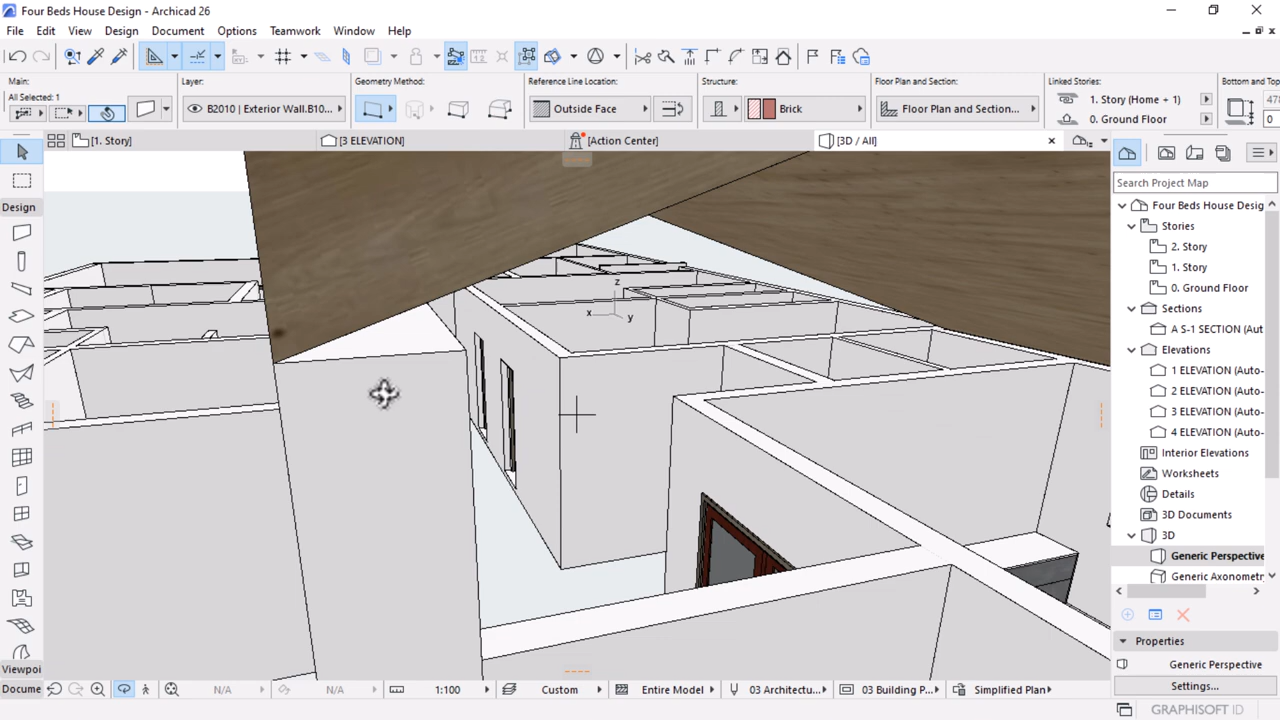 Four Beds House Design - Archicad 26
File Edit View Design Document Options Teamwork Window Help
Main: Layer: Geometry Method: Reference Line Location: Structure: Floor Plan and Section: Linked Stories: Bottom and Top
All Selected: 1
B2010 | Exterior Wall.B10... Outside Face Brick Floor Plan and Section... 1. Story (Home + 1)
0. Ground Floor
0
[1. Story] [3 ELEVATION] [Action Center] [3D / All]
Search Project Map
Design
Four Beds House Desig
Stories
2. Story
1. Story
0. Ground Floor
Sections
A S-1 SECTION (Aut
Elevations
1 ELEVATION (Auto-
2 ELEVATION (Auto-
3 ELEVATION (Auto-
4 ELEVATION (Auto-
Interior Elevations
Worksheets
Details
3D Documents
3D
Generic Perspective
Generic Axonometr
Properties
Generic Perspective
Settings...
z
x
y
Viewpoi
Docume N/A N/A 1:100 Custom Entire Model 03 Architectu... 03 Building P... Simplified Plan
GRAPHISOFT ID